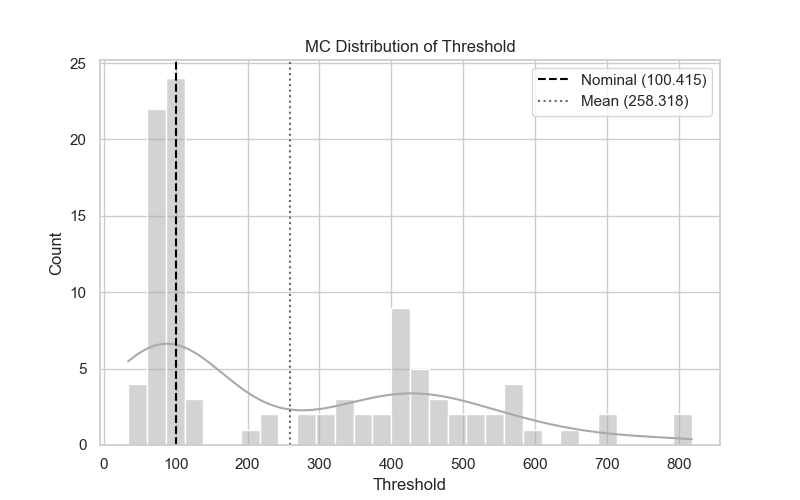 MC Distribution of Threshold
Nominal (100.415)
Mean (258.318)
25
20
15
10
5
0
Count
0 100 200 300 400 500 600 700 800
Threshold